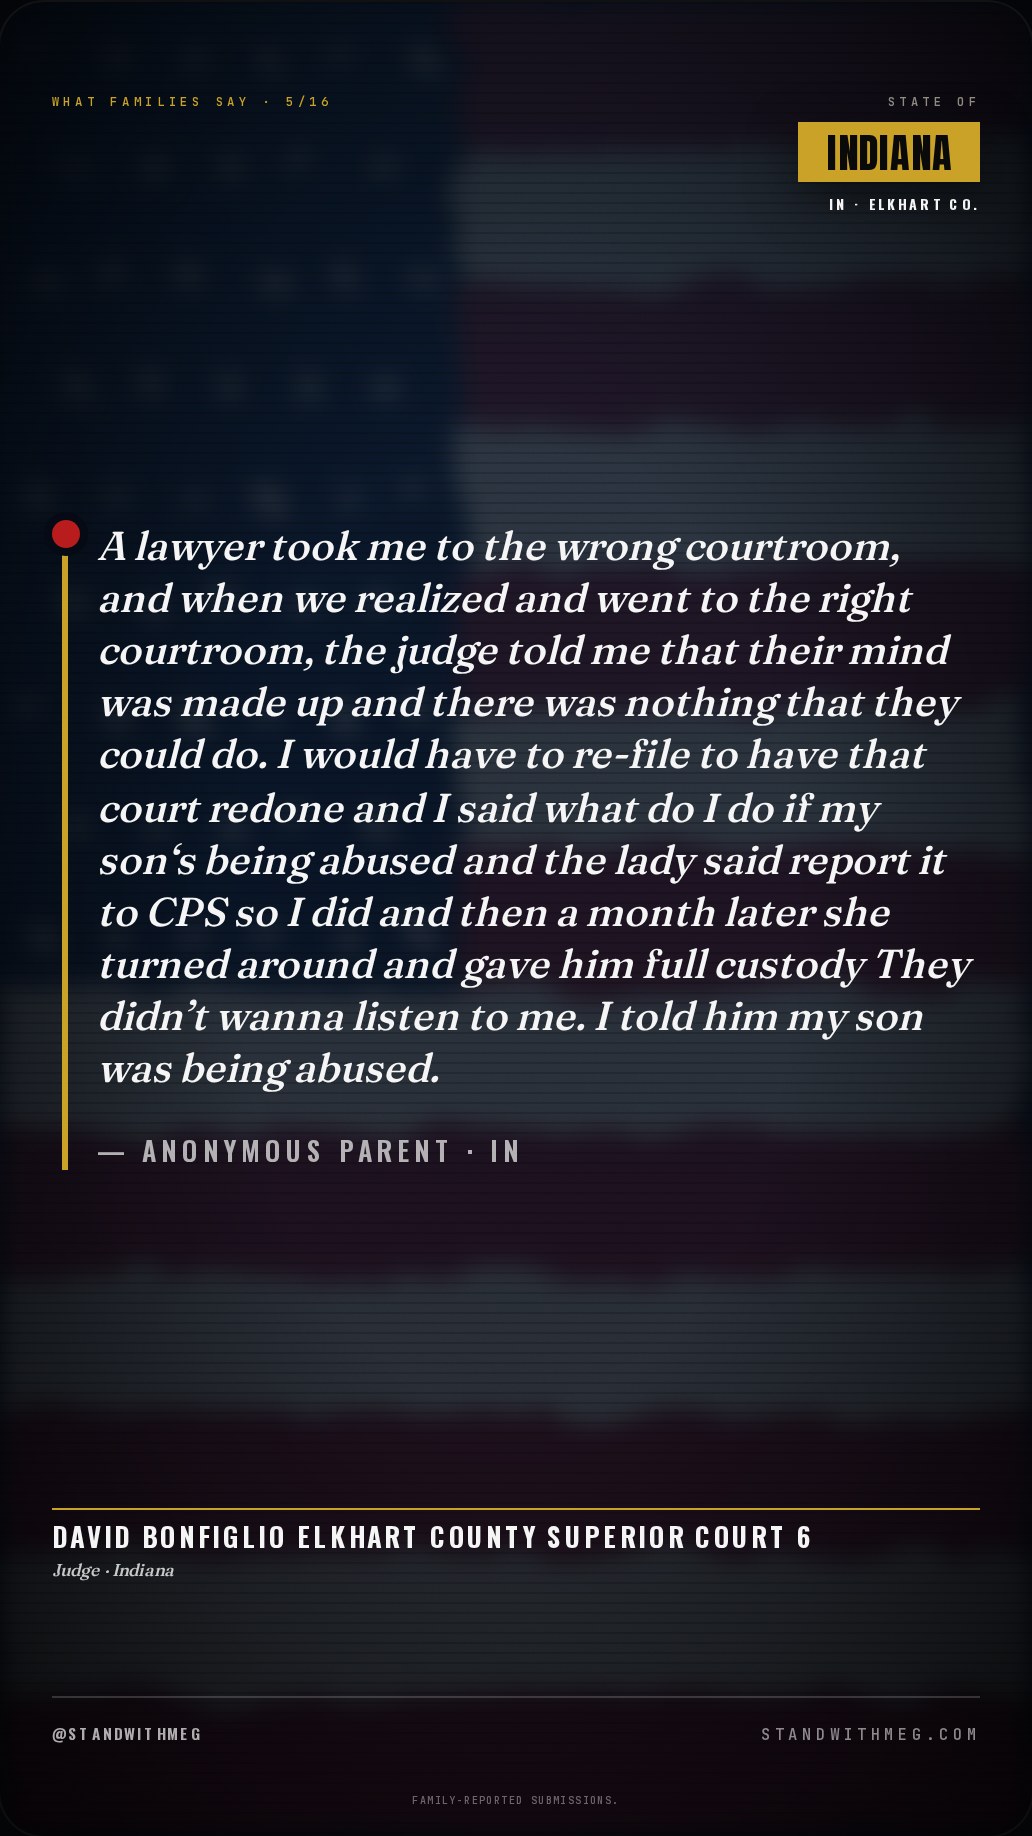 WHAT FAMILIES SAY · 5/16
STATE OF
INDIANA
IN · ELKHART CO.
A lawyer took me to the wrong courtroom,
and when we realized and went to the right
courtroom, the judge told me that their mind
was made up and there was nothing that they
could do. I would have to re-file to have that
court redone and I said what do I do if my
son‘s being abused and the lady said report it
to CPS so I did and then a month later she
turned around and gave him full custody They
didn’t wanna listen to me. I told him my son
was being abused.
— ANONYMOUS PARENT · IN
DAVID BONFIGLIO ELKHART COUNTY SUPERIOR COURT 6
Judge · Indiana
@STANDWITHMEG
STANDWITHMEG.COM
FAMILY-REPORTED SUBMISSIONS.